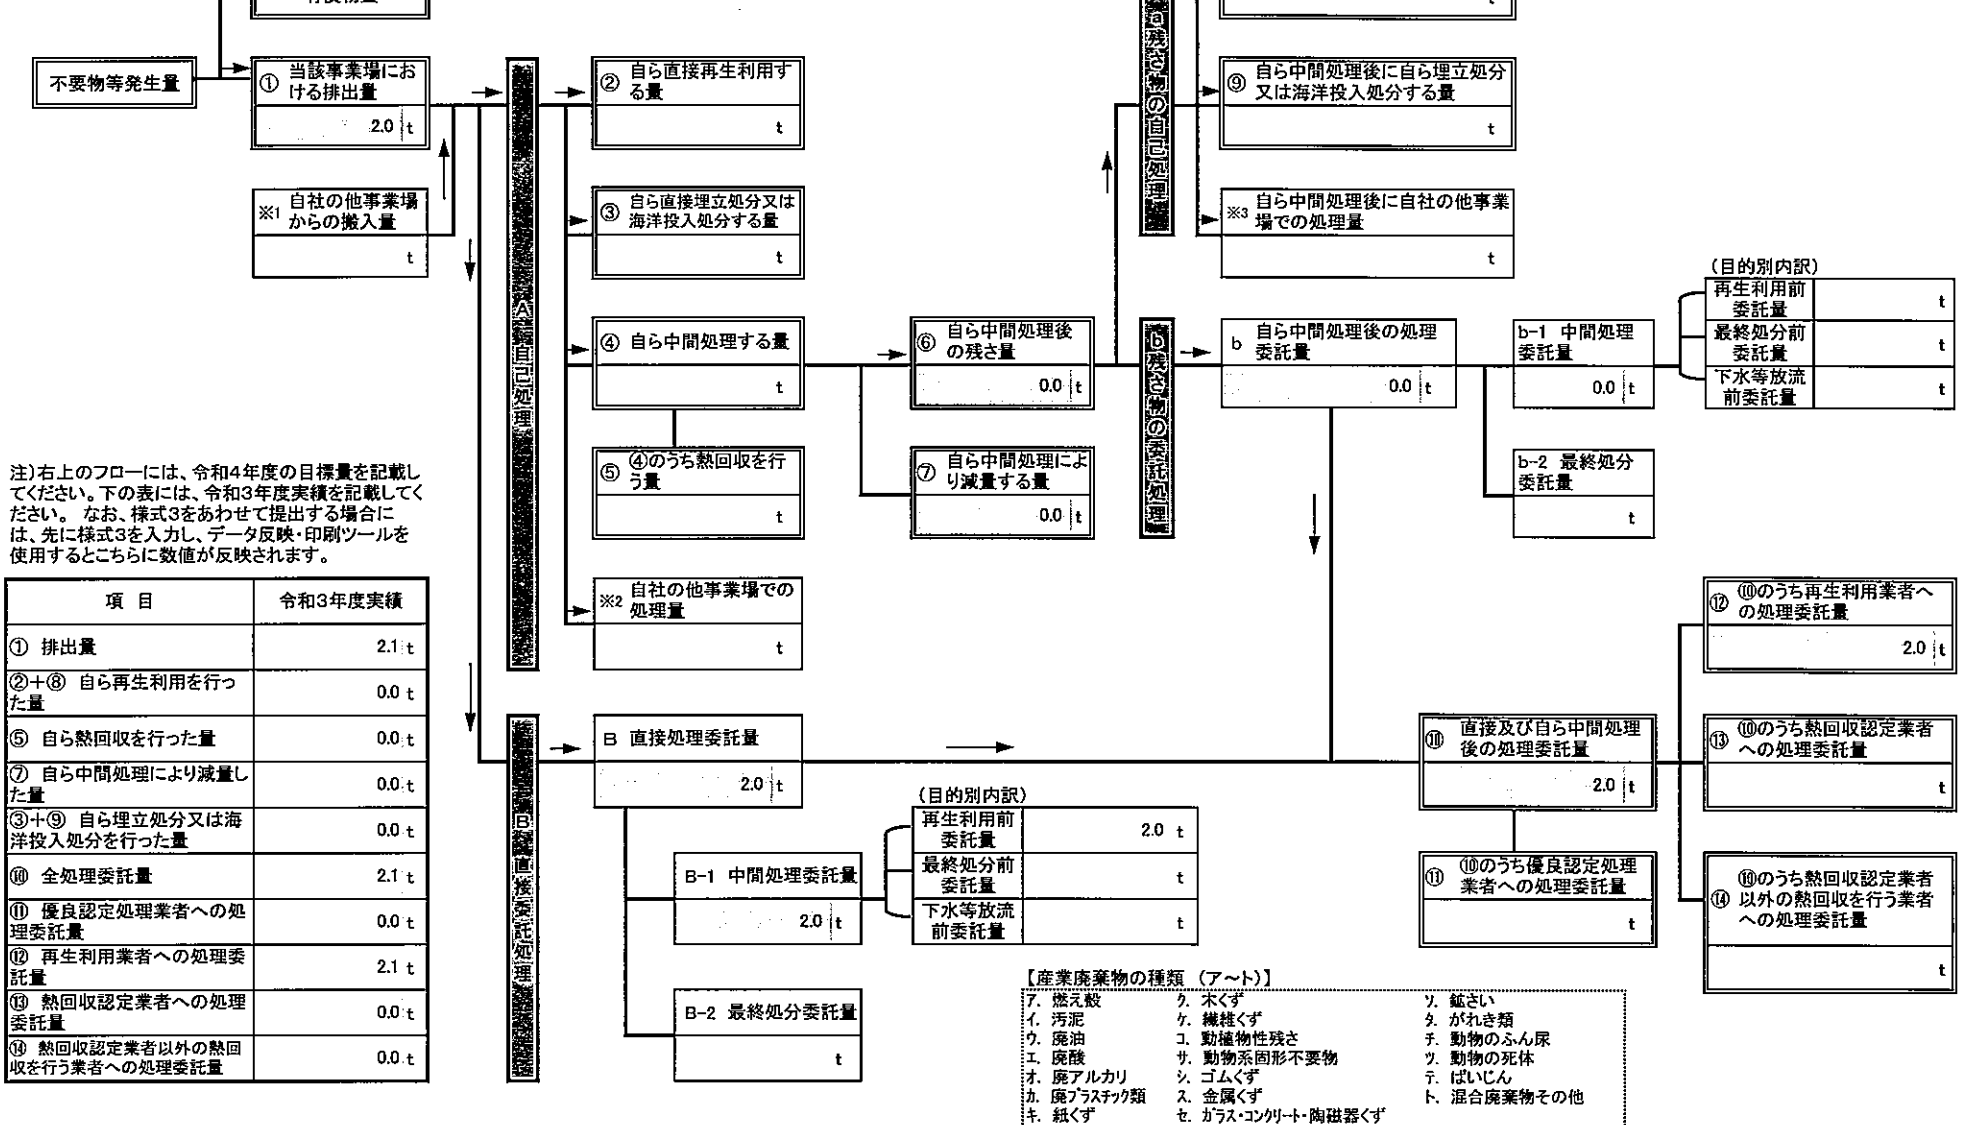 t
不要物等発生量
①
当該事業場にお
ける排出量
2.0 t
※1
自社の他事業場
からの搬入量
t
A
自己処理
②
自ら直接再生利用す
る量
t
③
自ら直接埋立処分又は
海洋投入処分する量
t
④ 自ら中間処理する量
t
⑤
④のうち熱回収を行
う量
t
※2
自社の他事業場での
処理量
t
⑥
自ら中間処理後
の残さ量
0.0 t
⑦
自ら中間処理によ
り減量する量
0.0 t
a残さ物の自己処理
⑨
自ら中間処理後に自ら埋立処分
又は海洋投入処分する量
t
※3
自ら中間処理後に自社の他事業
場での処理量
t
b残さ物の委託処理
b
自ら中間処理後の処理
委託量
0.0 t
b-1 中間処理
委託量
0.0 t
(目的別内訳)
再生利用前
委託量
t
最終処分前
委託量
t
下水等放流
前委託量
t
b-2 最終処分
委託量
t
注)右上のフローには、令和4年度の目標量を記載し
てください。下の表には、令和3年度実績を記載してく
ださい。 なお、様式3をあわせて提出する場合に
は、先に様式3を入力し、データ反映・印刷ツールを
使用するとこちらに数値が反映されます。
項 目 令和3年度実績
① 排出量 2.1 t
②+⑧ 自ら再生利用を行っ
た量 0.0 t
⑤ 自ら熱回収を行った量 0.0 t
⑦ 自ら中間処理により減量し
た量 0.0 t
③+⑨ 自ら埋立処分又は海
洋投入処分を行った量 0.0 t
⑩ 全処理委託量 2.1 t
⑪ 優良認定処理業者への処
理委託量 0.0 t
⑫ 再生利用業者への処理委
託量 2.1 t
⑬ 熱回収認定業者への処理
委託量 0.0 t
⑭ 熱回収認定業者以外の熱回
収を行う業者への処理委託量 0.0 t
B
直接委託処理
B 直接処理委託量
2.0 t
B-1 中間処理委託量
2.0 t
(目的別内訳)
再生利用前
委託量
2.0 t
最終処分前
委託量
t
下水等放流
前委託量
t
B-2 最終処分委託量
t
⑩
直接及び自ら中間処理
後の処理委託量
2.0 t
⑪
⑩のうち優良認定処理
業者への処理委託量
t
⑫
⑩のうち再生利用業者へ
の処理委託量
2.0 t
⑬
⑩のうち熱回収認定業者
への処理委託量
t
⑭
⑩のうち熱回収認定業者
以外の熱回収を行う業者
への処理委託量
t
【産業廃棄物の種類 (ア～ト)】
ア. 燃え殻
イ. 汚泥
ウ. 廃油
エ. 廃酸
オ. 廃アルカリ
カ. 廃プラスチック類
キ. 紙くず
ク. 木くず
ケ. 繊維くず
コ. 動植物性残さ
サ. 動物系固形不要物
シ. ゴムくず
ス. 金属くず
セ. ガラス・コンクリート・陶磁器くず
ソ. 鉱さい
タ. がれき類
チ. 動物のふん尿
ツ. 動物の死体
テ. ばいじん
ト. 混合廃棄物その他